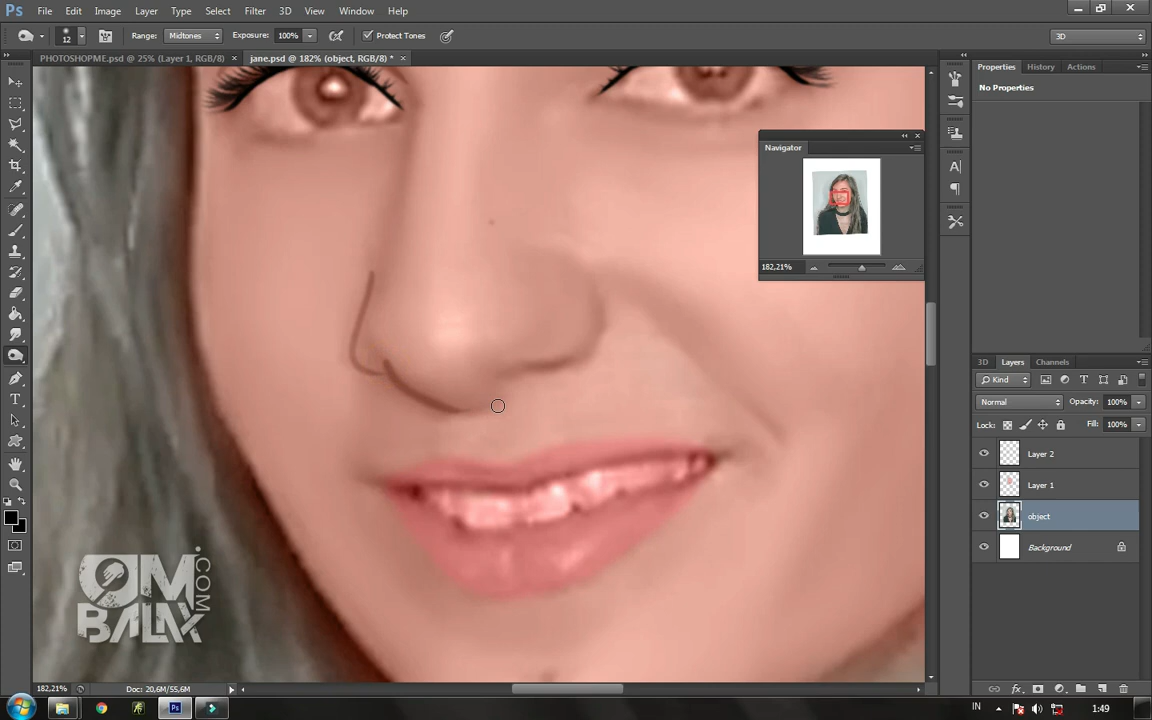 Ps File Edit Image Layer Type Select Filter 3D View Window Help
12 Range: Midtones Exposure: 100% Protect Tones 3D
PHOTOSHOPME.psd @ 25% (Layer 1, RGB/8) × jane.psd @ 182% (object, RGB/8) * ×
Properties History Actions
No Properties
Navigator
182,21%
3D Layers Channels
Kind
Normal Opacity: 100%
Lock: Fill: 100%
Layer 2
Layer 1
object
Background
OM
BALAX
.COM
182,21% Doc: 20,6M/55,6M
fx
IN 1:49